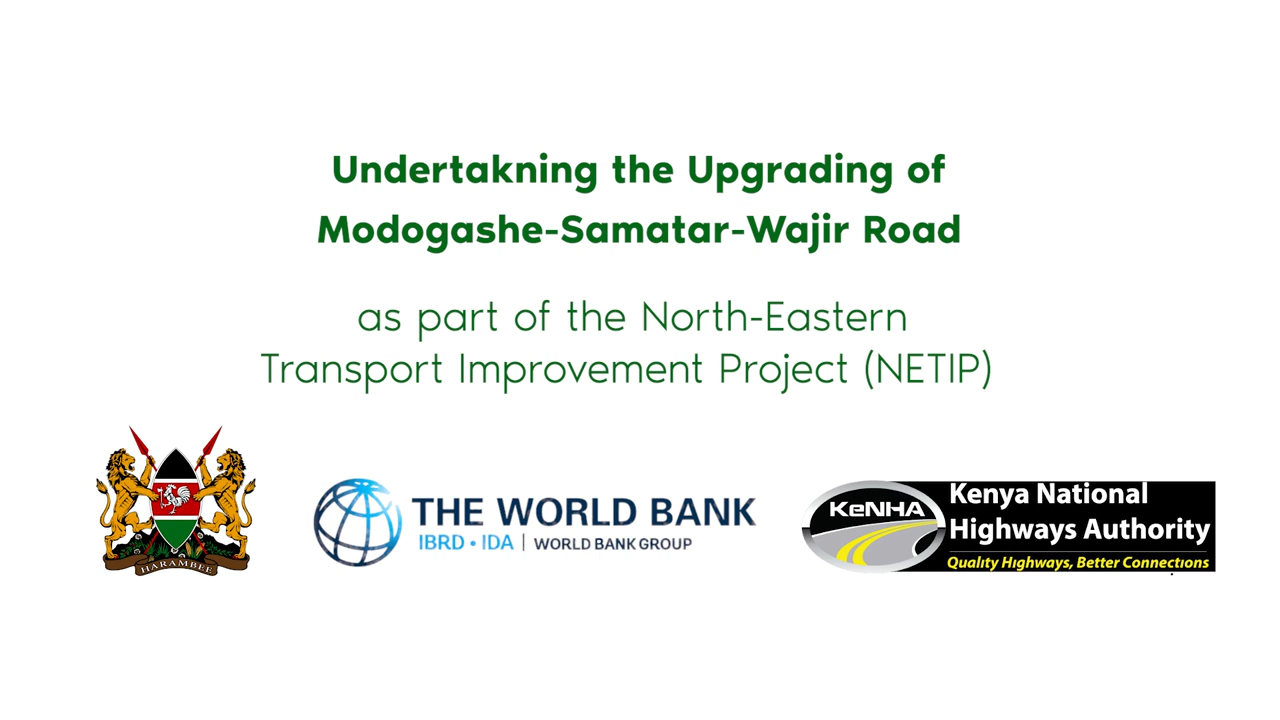 Undertakning the Upgrading of
Modogashe-Samatar-Wajir Road
as part of the North-Eastern
Transport Improvement Project (NETIP)
HARAMBEE
THE WORLD BANK
IBRD • IDA | WORLD BANK GROUP
KeNHA
Kenya National
Highways Authority
Quality Highways, Better Connections